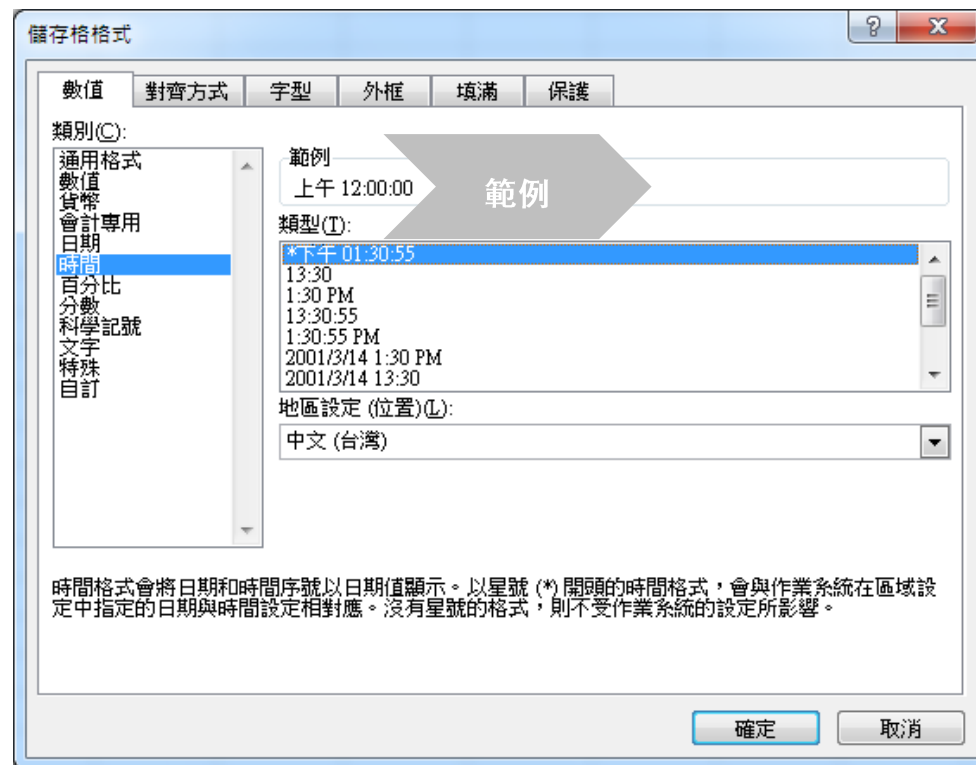 儲存格格式
數值 對齊方式 字型 外框 填滿 保護
類別(C):
通用格式
數值
貨幣
會計專用
日期
時間
百分比
分數
科學記號
文字
特殊
自訂
範例
上午 12:00:00
範例
類型(T):
*下午 01:30:55
13:30
1:30 PM
13:30:55
1:30:55 PM
2001/3/14 1:30 PM
2001/3/14 13:30
地區設定 (位置)(L):
中文 (台灣)
時間格式會將日期和時間序號以日期值顯示。以星號 (*) 開頭的時間格式，會與作業系統在區域設
定中指定的日期與時間設定相對應。沒有星號的格式，則不受作業系統的設定所影響。
確定 取消